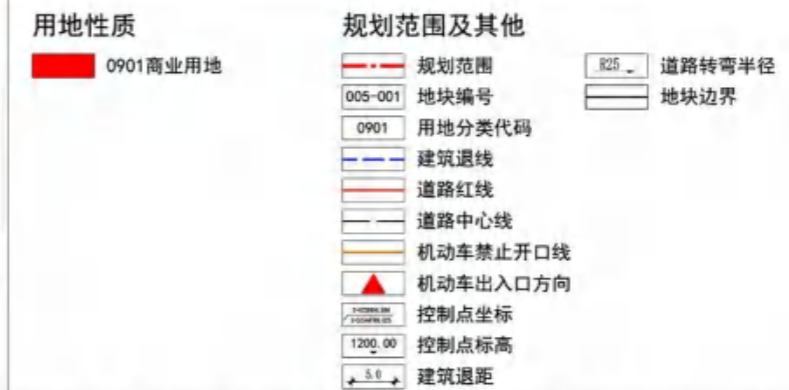 用地性质
0901商业用地
规划范围及其他
规划范围
005-001 地块编号
0901 用地分类代码
建筑退线
道路红线
道路中心线
机动车禁止开口线
机动车出入口方向
控制点坐标
1200.00 控制点标高
5.0 建筑退距
R25 道路转弯半径
地块边界